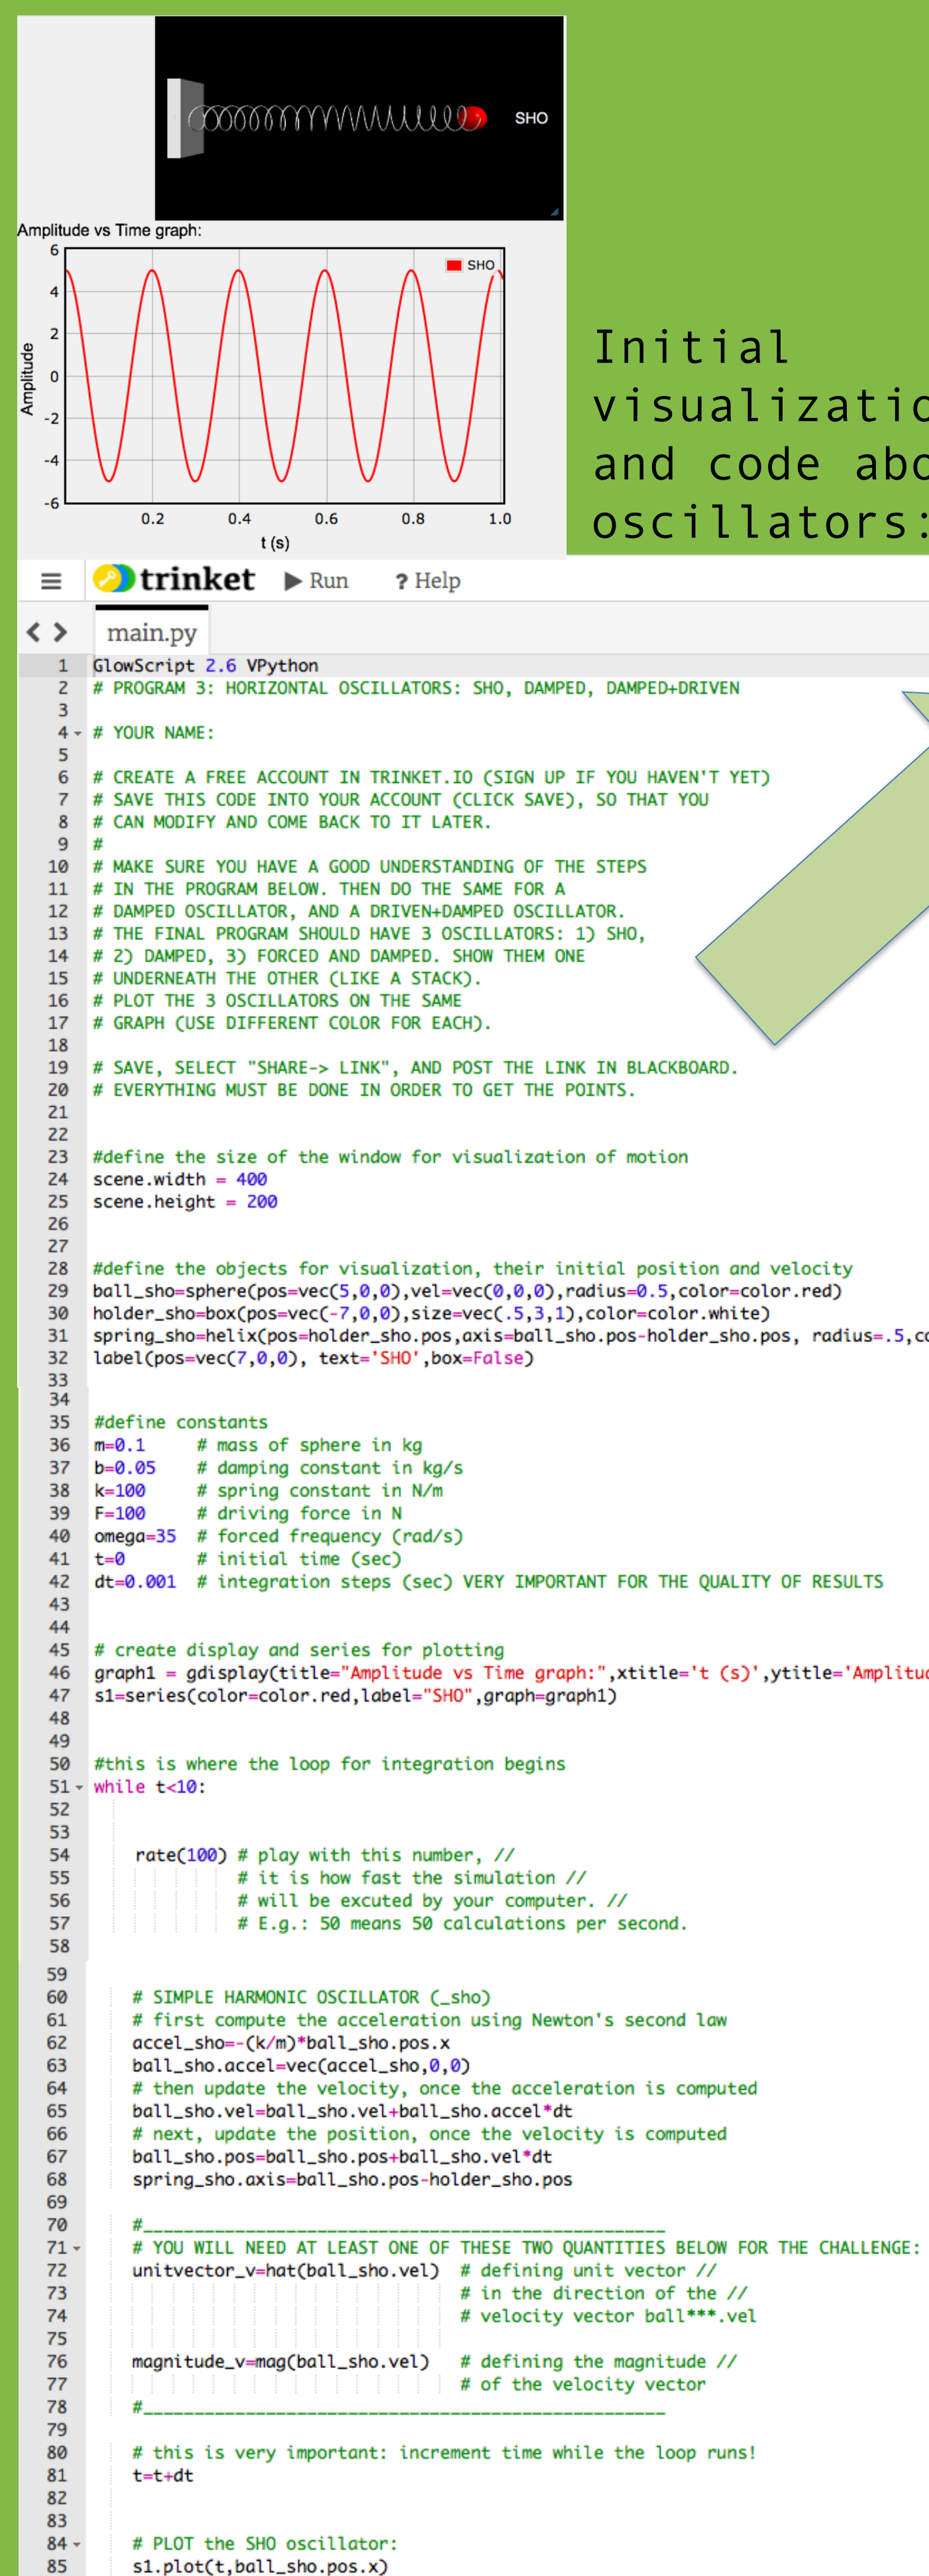 SHO
Amplitude vs Time graph:
SHO
6
4
2
0
-2
-4
-6
Amplitude
0.2 0.4 0.6 0.8 1.0
t (s)
Initial
and code
oscillators:
trinket Run ? Help
main.py
1 GlowScript 2.6 VPython
2 # PROGRAM 3: HORIZONTAL OSCILLATORS: SHO, DAMPED, DAMPED+DRIVEN
3
4 # YOUR NAME:
5
6 # CREATE A FREE ACCOUNT IN TRINKET.IO (SIGN UP IF YOU HAVEN'T YET)
7 # SAVE THIS CODE INTO YOUR ACCOUNT (CLICK SAVE), SO THAT YOU
8 # CAN MODIFY AND COME BACK TO IT LATER.
9 #
10 # MAKE SURE YOU HAVE A GOOD UNDERSTANDING OF THE STEPS
11 # IN THE PROGRAM BELOW. THEN DO THE SAME FOR A
12 # DAMPED OSCILLATOR, AND A DRIVEN+DAMPED OSCILLATOR.
13 # THE FINAL PROGRAM SHOULD HAVE 3 OSCILLATORS: 1) SHO,
14 # 2) DAMPED, 3) FORCED AND DAMPED. SHOW THEM ONE
15 # UNDERNEATH THE OTHER (LIKE A STACK).
16 # PLOT THE 3 OSCILLATORS ON THE SAME
17 # GRAPH (USE DIFFERENT COLOR FOR EACH).
18
19 # SAVE, SELECT "SHARE-> LINK", AND POST THE LINK IN BLACKBOARD.
20 # EVERYTHING MUST BE DONE IN ORDER TO GET THE POINTS.
21
22
23 #define the size of the window for visualization of motion
24 scene.width = 400
25 scene.height = 200
26
27
28 #define the objects for visualization, their initial position and velocity
29 ball_sho=sphere(pos=vec(5,0,0),vel=vec(0,0,0),radius=0.5,color=color.red)
30 holder_sho=box(pos=vec(-7,0,0),size=vec(.5,3,1),color=color.white)
31 spring_sho=helix(pos=holder_sho.pos,axis=ball_sho.pos-holder_sho.pos, radius=.5,
32 label(pos=vec(7,0,0), text='SHO',box=False)
33
34
35 #define constants
36 m=0.1 # mass of sphere in kg
37 b=0.05 # damping constant in kg/s
38 k=100 # spring constant in N/m
39 F=100 # driving force in N
40 omega=35 # forced frequency (rad/s)
41 t=0 # initial time (sec)
42 dt=0.001 # integration steps (sec) VERY IMPORTANT FOR THE QUALITY OF RESULTS
43
44
45 # create display and series for plotting
46 graph1 = gdisplay(title="Amplitude vs Time graph:",xtitle='t (s)',ytitle=
47 s1=series(color=color.red,label="SHO",graph=graph1)
48
49
50 #this is where the loop for integration begins
51 while t<10:
52
53
54 rate(100) # play with this number, //
55 # it is how fast the simulation //
56 # will be excuted by your computer. //
57 # E.g.: 50 means 50 calculations per second.
58
59
60 # SIMPLE HARMONIC OSCILLATOR (_sho)
61 # first compute the acceleration using Newton's second law
62 accel_sho=-(k/m)*ball_sho.pos.x
63 ball_sho.accel=vec(accel_sho,0,0)
64 # then update the velocity, once the acceleration is computed
65 ball_sho.vel=ball_sho.vel+ball_sho.accel*dt
66 # next, update the position, once the velocity is computed
67 ball_sho.pos=ball_sho.pos+ball_sho.vel*dt
68 spring_sho.axis=ball_sho.pos-holder_sho.pos
69
70 #____________________________________________________
71 # YOU WILL NEED AT LEAST ONE OF THESE TWO QUANTITIES BELOW FOR THE CHALLENGE:
72 unitvector_v=hat(ball_sho.vel) # defining unit vector //
73 # in the direction of the //
74 # velocity vector ball***.vel
75
76 magnitude_v=mag(ball_sho.vel) # defining the magnitude //
77 # of the velocity vector
78 #____________________________________________________
79
80 # this is very important: increment time while the loop runs!
81 t=t+dt
82
83
84 # PLOT the SHO oscillator:
85 s1.plot(t,ball_sho.pos.x)